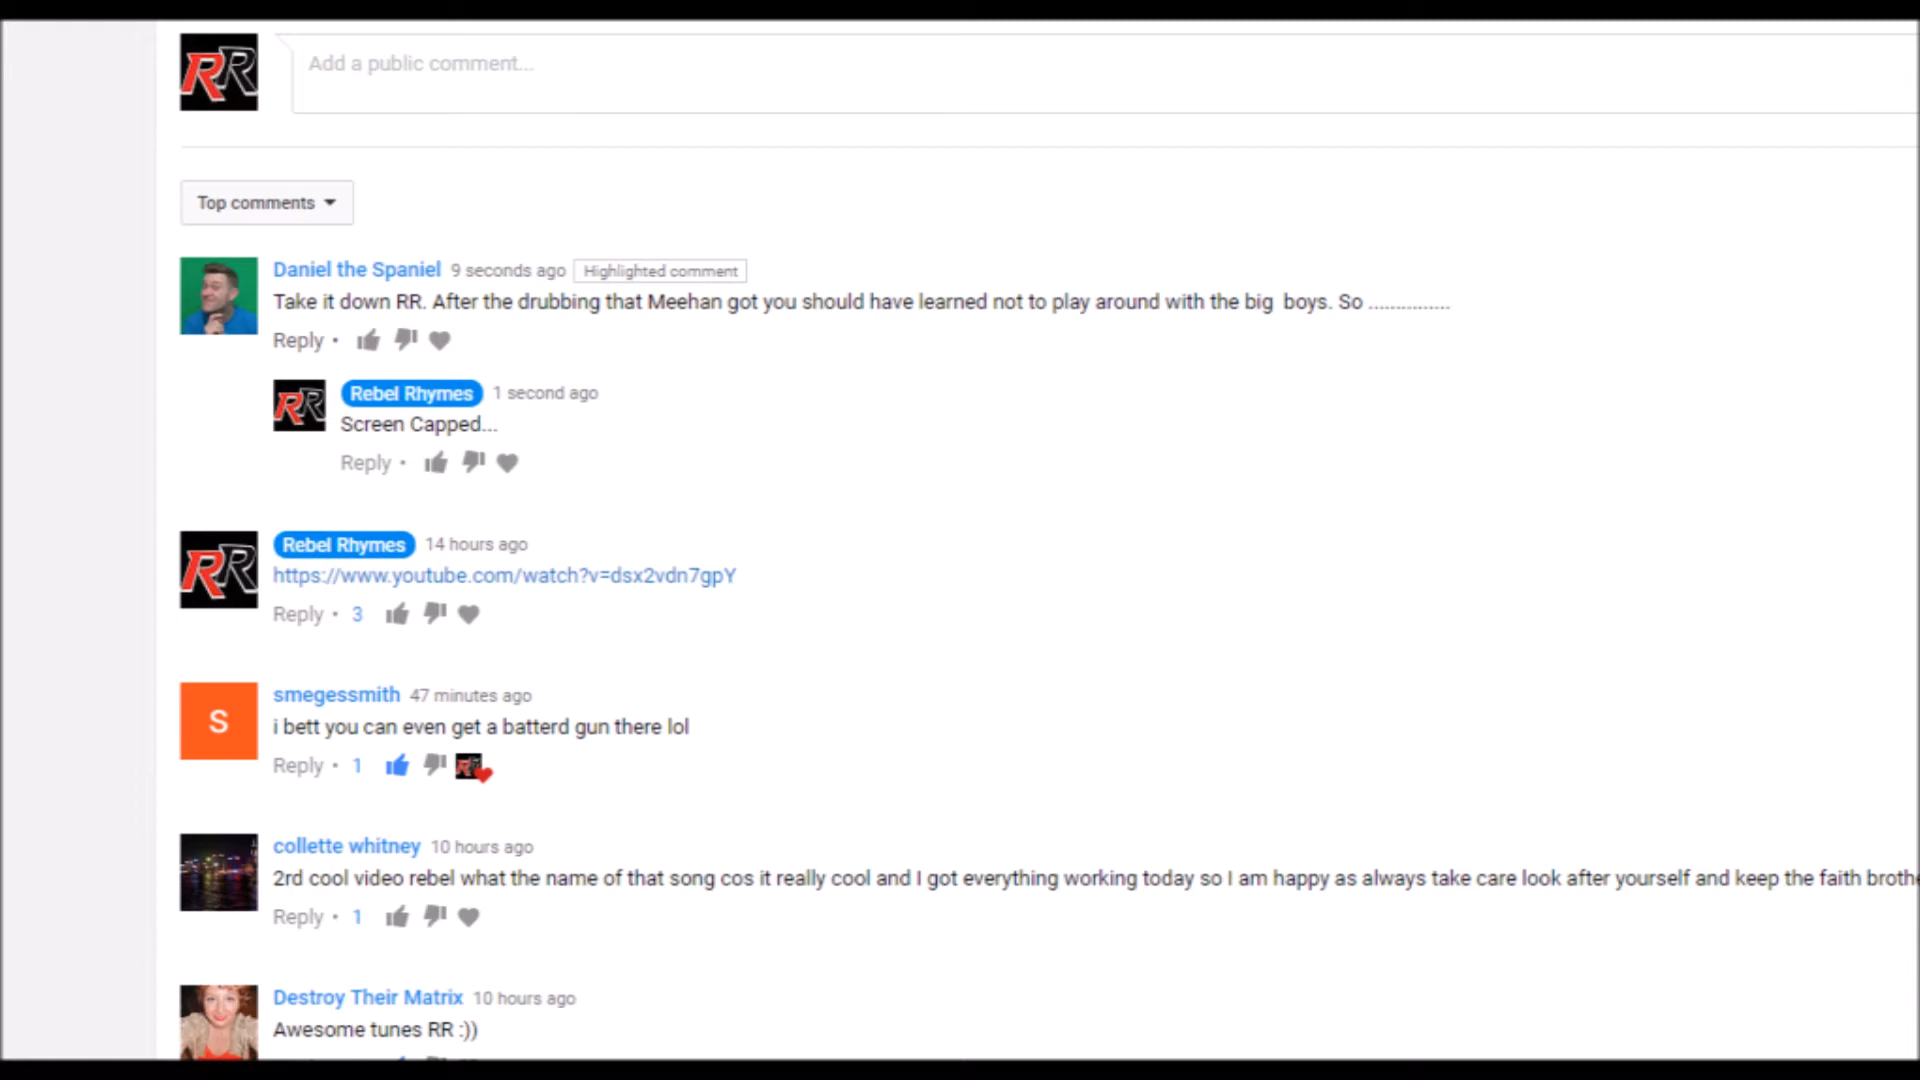 RR
Add a public comment...
Top comments
Daniel the Spaniel 9 seconds ago Highlighted comment
Take it down RR. After the drubbing that Meehan got you should have learned not to play around with the big boys. So ...............
Reply •
RR
Rebel Rhymes 1 second ago
Screen Capped...
Reply •
RR
Rebel Rhymes 14 hours ago
https://www.youtube.com/watch?v=dsx2vdn7gpY
Reply • 3
S
smegessmith 47 minutes ago
i bett you can even get a batterd gun there lol
Reply • 1
RR
collette whitney 10 hours ago
2rd cool video rebel what the name of that song cos it really cool and I got everything working today so I am happy as always take care look after yourself and keep the faith
Reply • 1
Destroy Their Matrix 10 hours ago
Awesome tunes RR :))